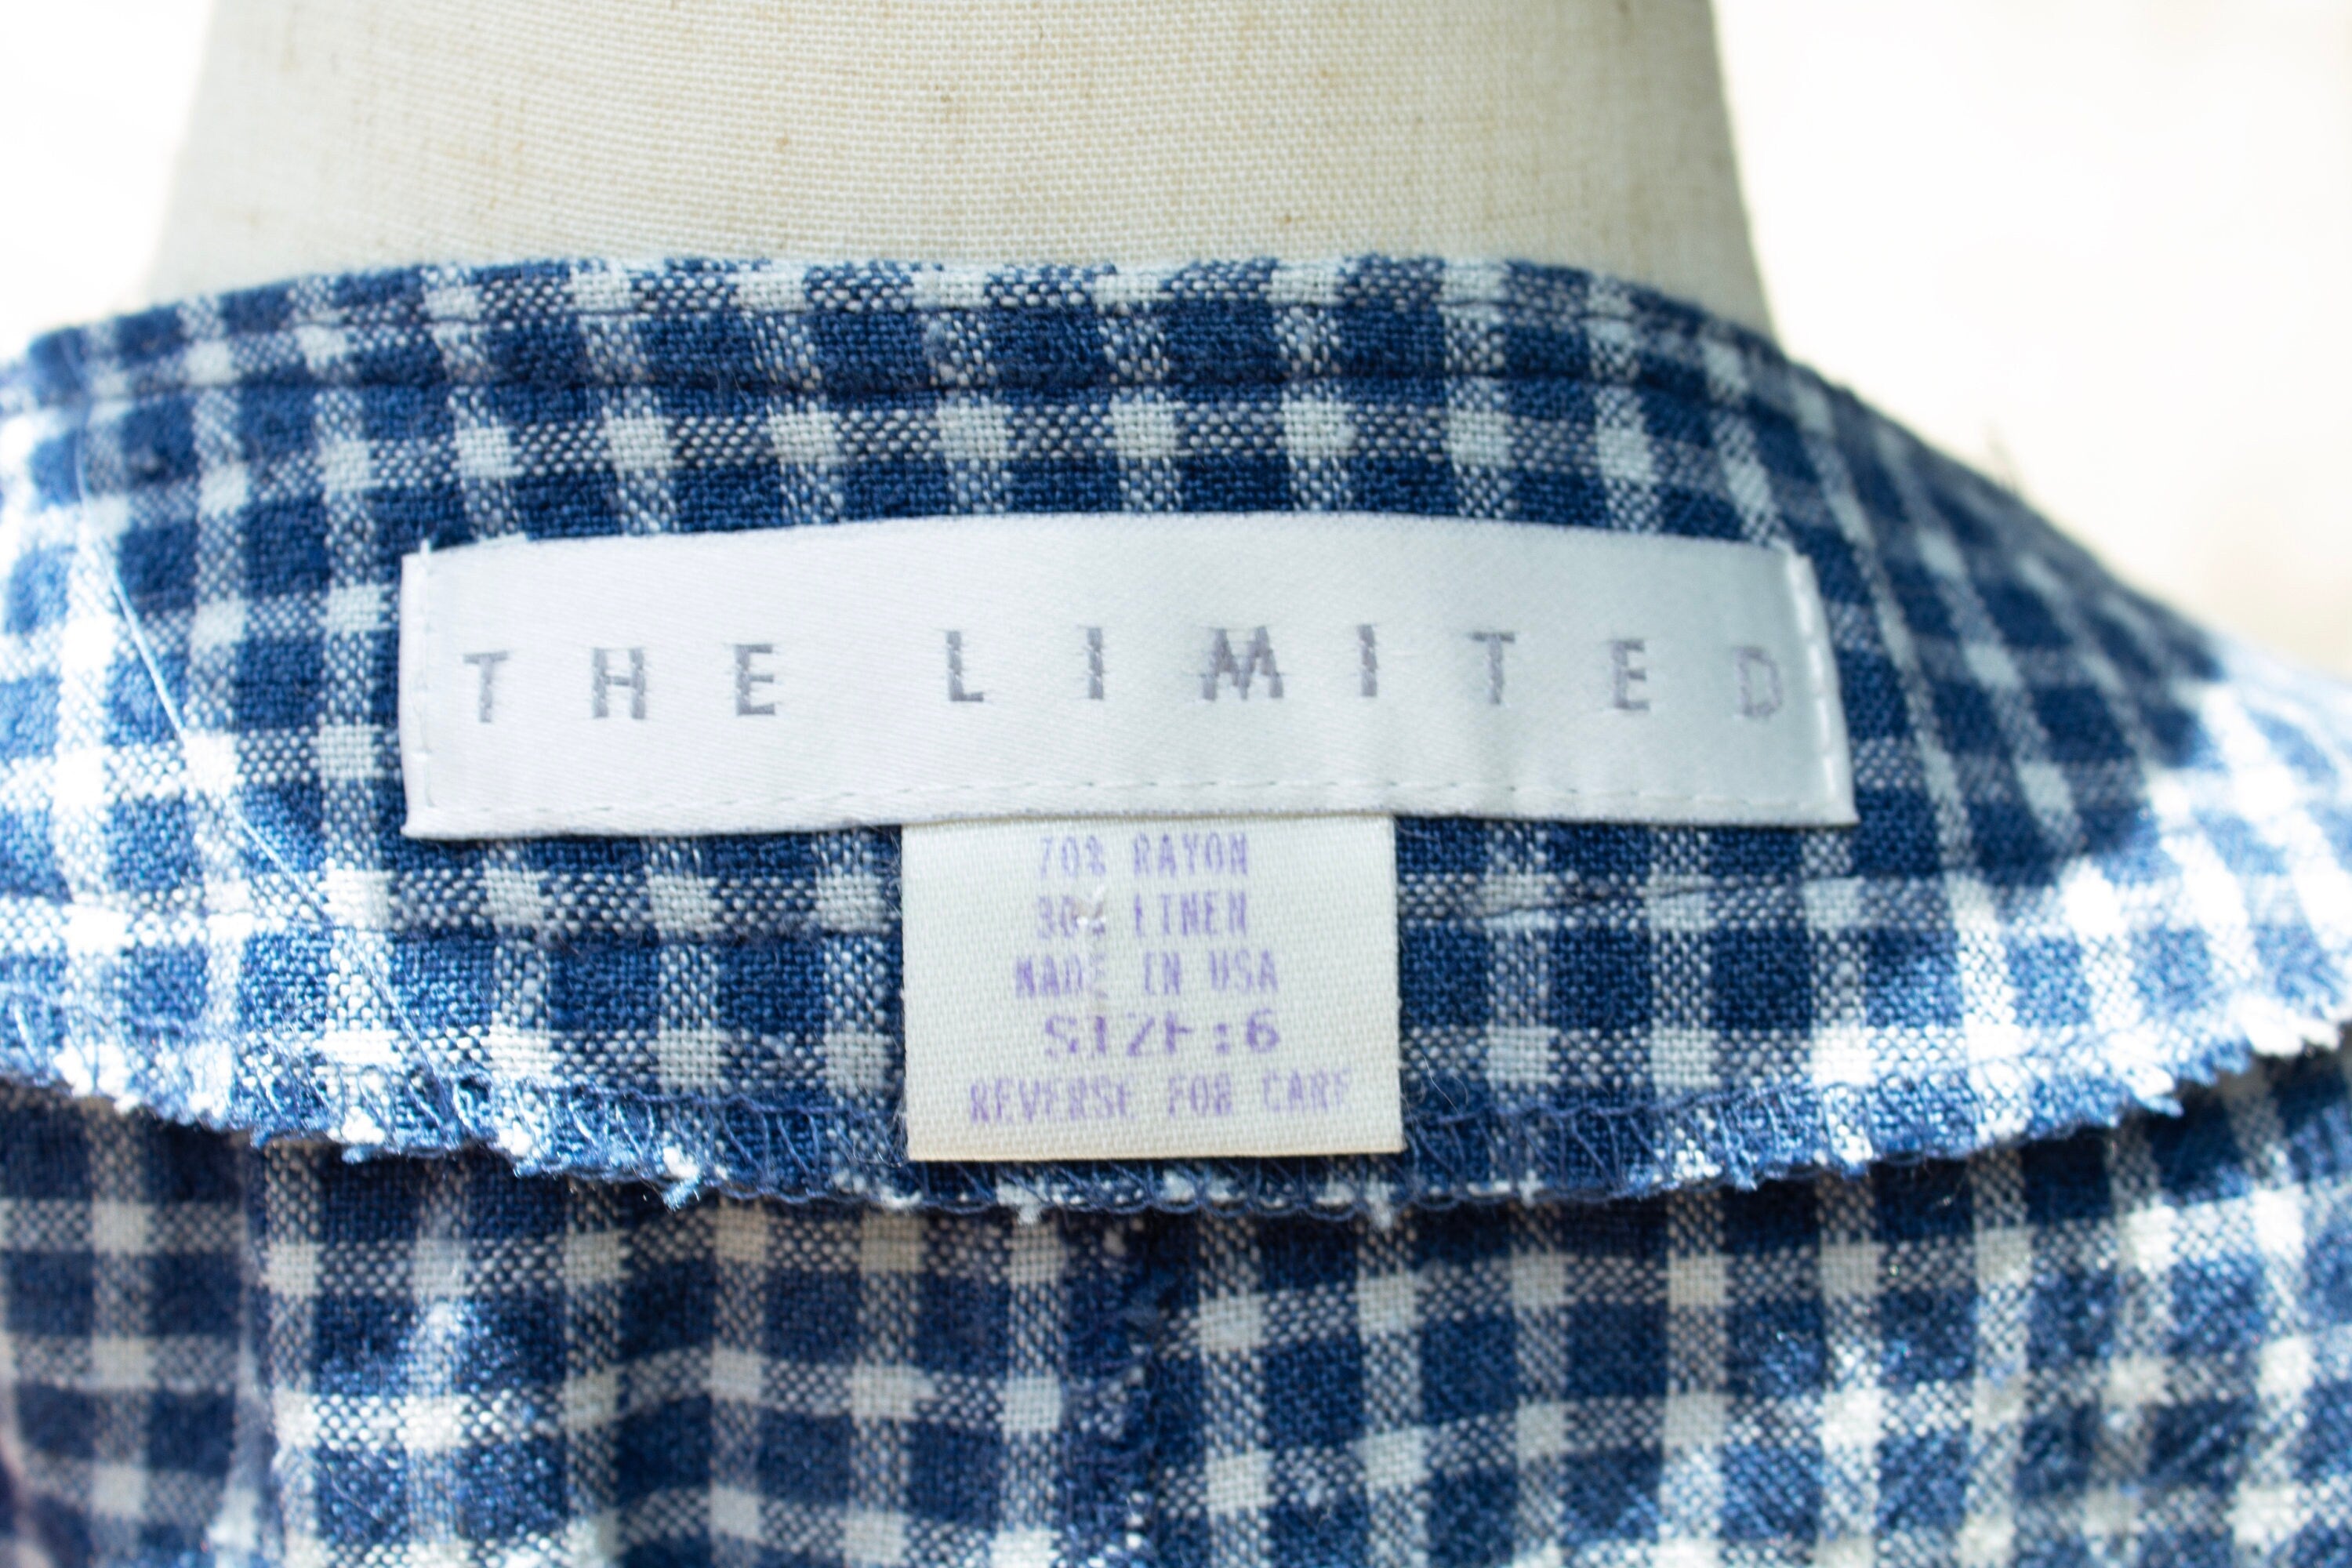 THE LIMITED
70% RAYON
30% LINEN
MADE IN USA
SIZE:6
REVERSE FOR CARE